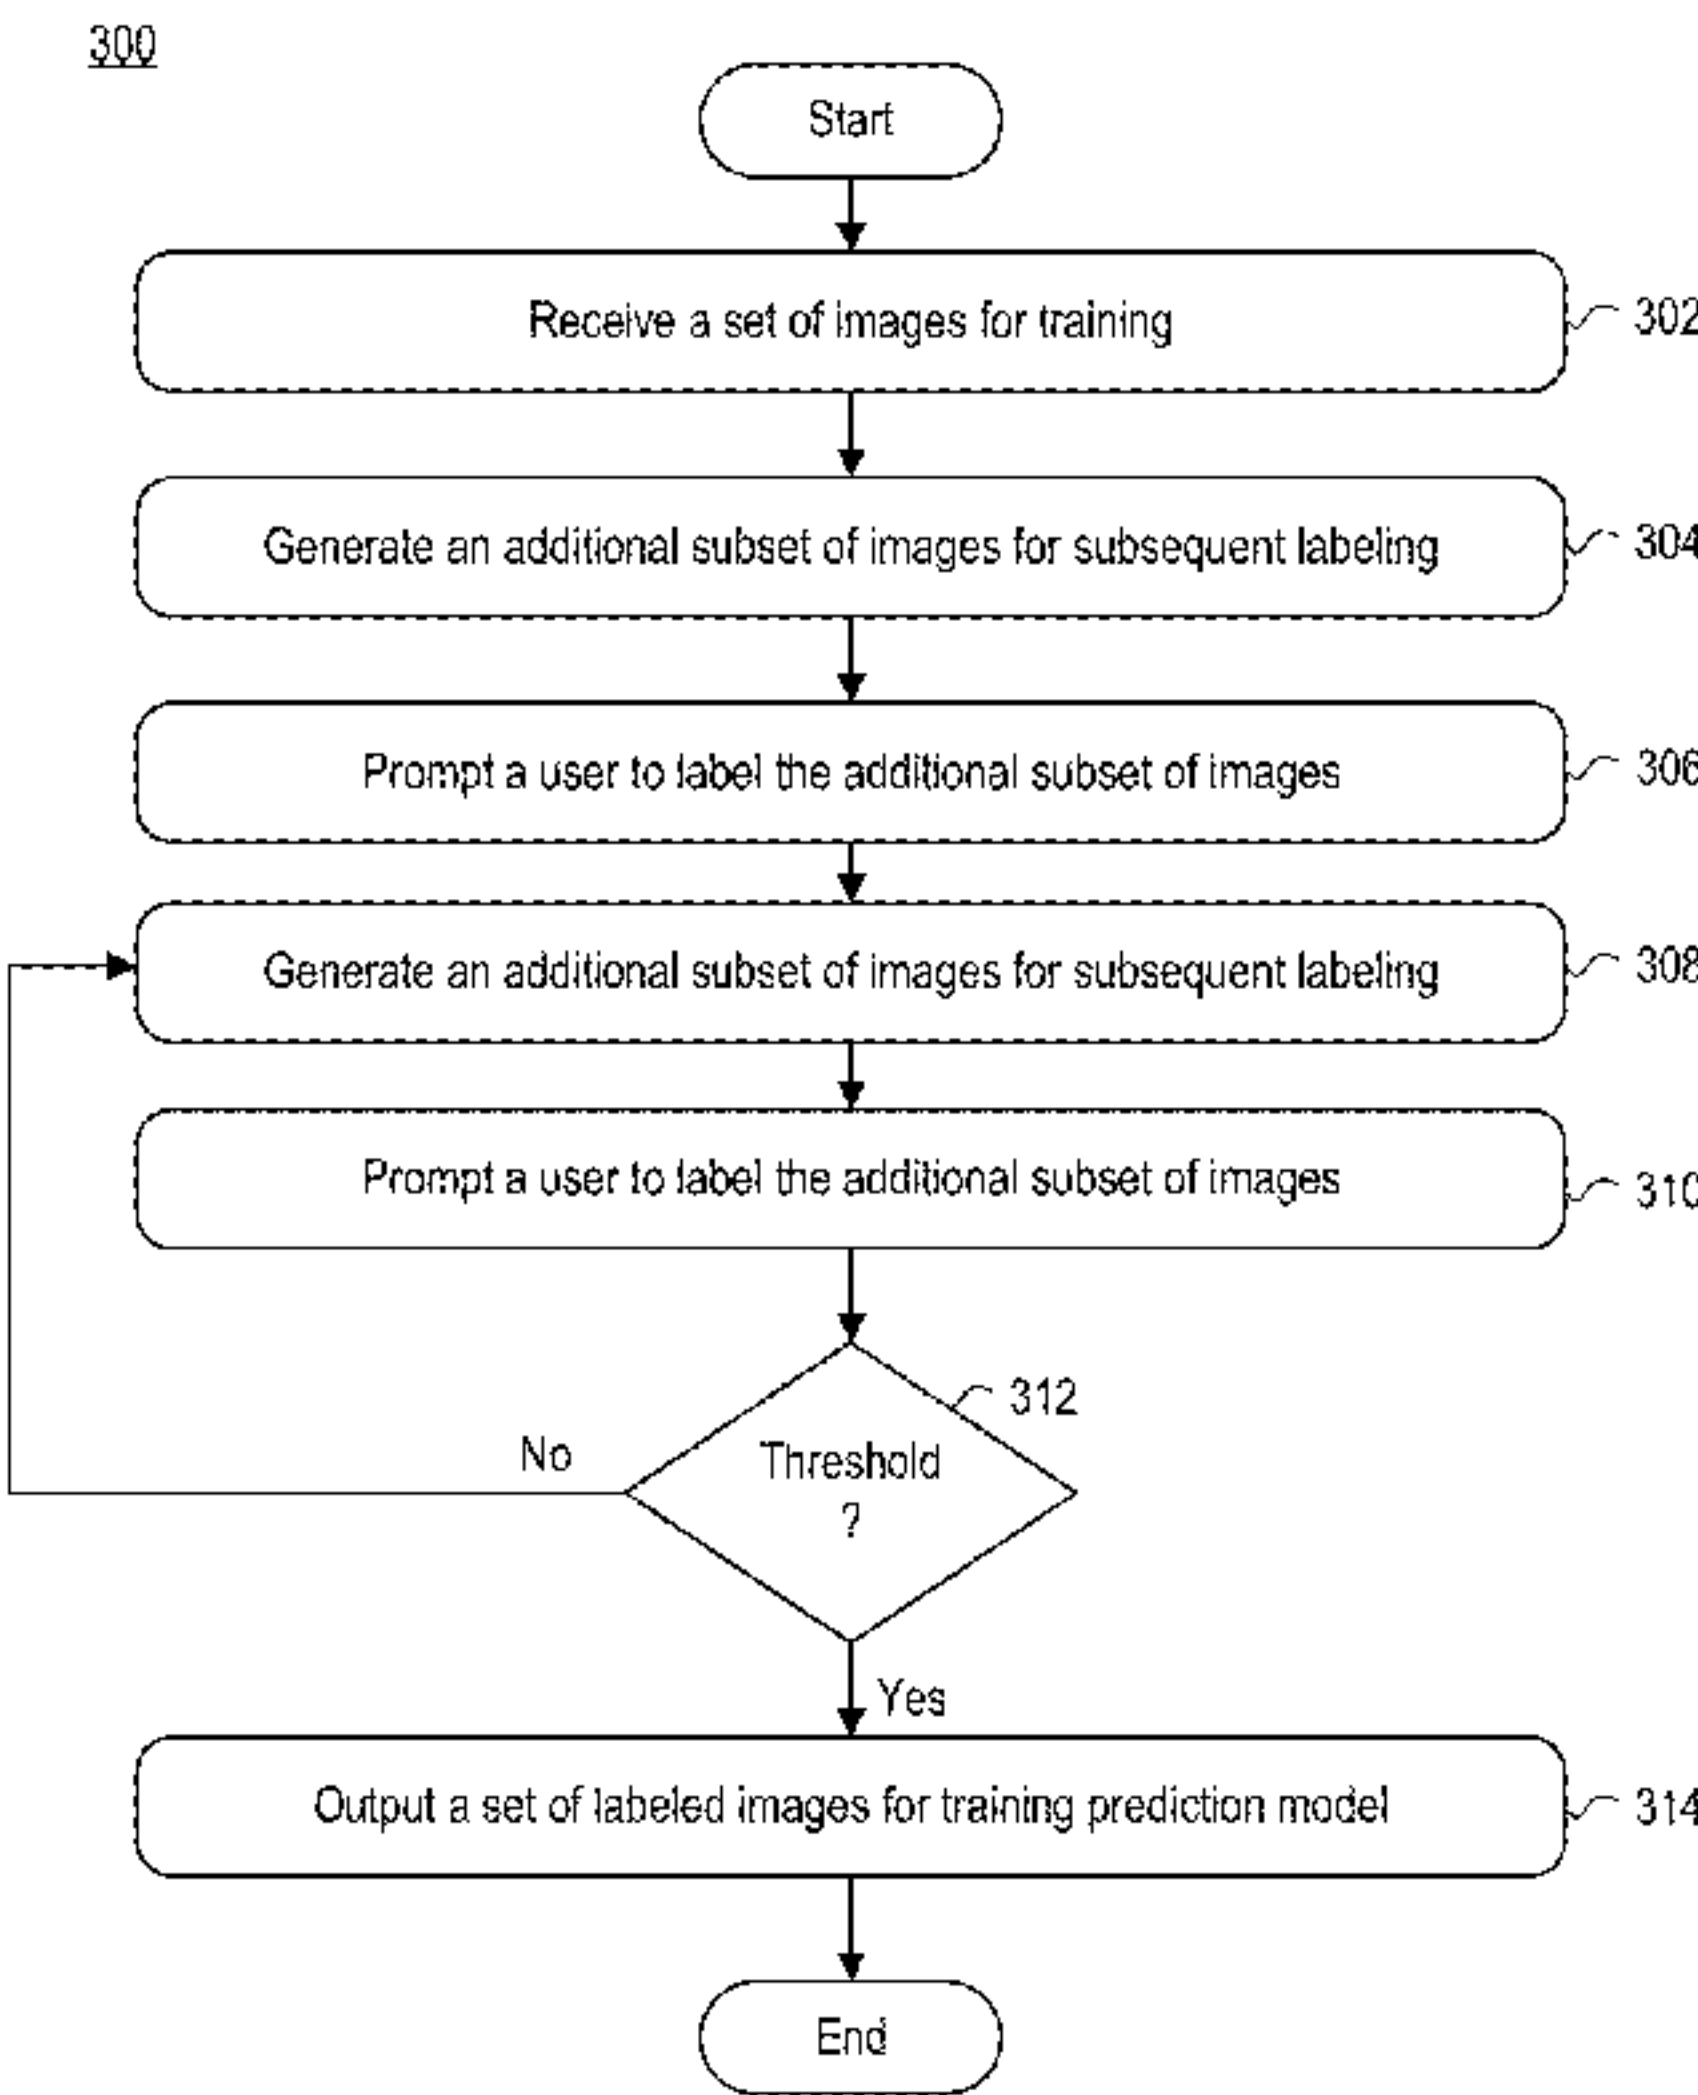 300
Start
Receive a set of images for training
302
Generate an additional subset of images for subsequent labeling
304
Prompt a user to label the additional subset of images
306
Generate an additional subset of images for subsequent labeling
308
Prompt a user to label the additional subset of images
310
312
Threshold
?
No
Yes
Output a set of labeled images for training prediction model
314
End